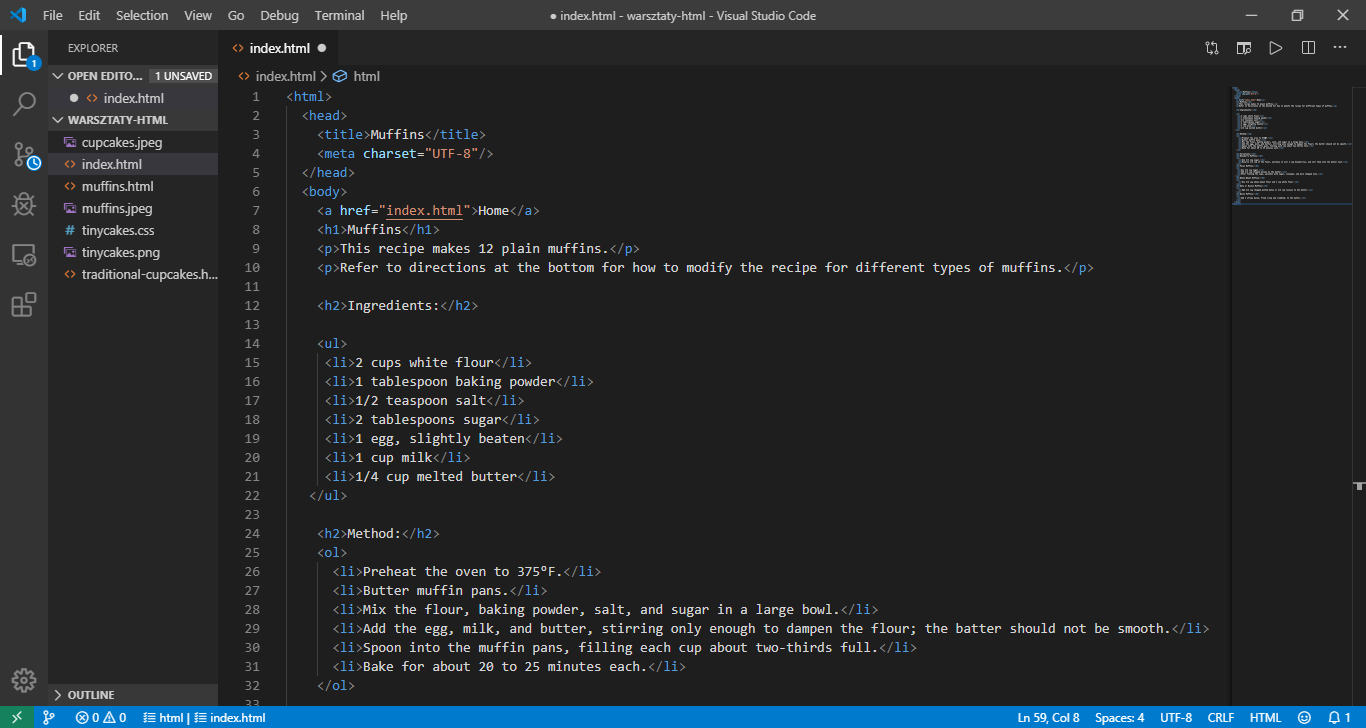 File Edit Selection View Go Debug Terminal Help ● index.html - warsztaty-html - Visual Studio Code
EXPLORER
OPEN EDITO... 1 UNSAVED
index.html
WARSZTATY-HTML
cupcakes.jpeg
index.html
muffins.html
muffins.jpeg
# tinycakes.css
tinycakes.png
traditional-cupcakes.h...
OUTLINE
1
index.html
index.html > html
1 <html>
2 <head>
3 <title>Muffins</title>
4 <meta charset="UTF-8"/>
5 </head>
6 <body>
7 <a href="index.html">Home</a>
8 <h1>Muffins</h1>
9 <p>This recipe makes 12 plain muffins.</p>
10 <p>Refer to directions at the bottom for how to modify the recipe for different types of muffins.</p>
11
12 <h2>Ingredients:</h2>
13
14 <ul>
15 <li>2 cups white flour</li>
16 <li>1 tablespoon baking powder</li>
17 <li>1/2 teaspoon salt</li>
18 <li>2 tablespoons sugar</li>
19 <li>1 egg, slightly beaten</li>
20 <li>1 cup milk</li>
21 <li>1/4 cup melted butter</li>
22 </ul>
23
24 <h2>Method:</h2>
25 <ol>
26 <li>Preheat the oven to 375ºF.</li>
27 <li>Butter muffin pans.</li>
28 <li>Mix the flour, baking powder, salt, and sugar in a large bowl.</li>
29 <li>Add the egg, milk, and butter, stirring only enough to dampen the flour; the batter should not be smooth.</li>
30 <li>Spoon into the muffin pans, filling each cup about two-thirds full.</li>
31 <li>Bake for about 20 to 25 minutes each.</li>
32 </ol>
33
0 0 html | index.html Ln 59, Col 8 Spaces: 4 UTF-8 CRLF HTML 1